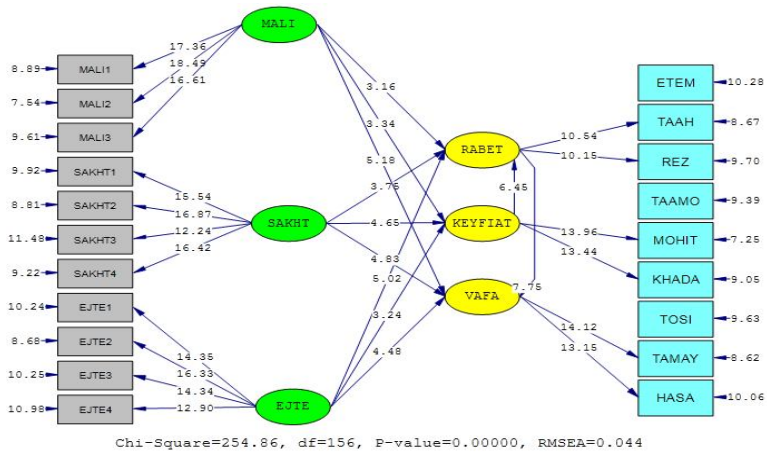 MALI
8.89 MALI1 17.36
7.54 MALI2 18.49
9.61 MALI3 16.61
9.92 SAKHT1 15.54
8.81 SAKHT2 16.87
11.48 SAKHT3 12.24
9.22 SAKHT4 16.42
10.24 EJTE1 14.35
8.68 EJTE2 16.33
10.25 EJTE3 14.34
10.98 EJTE4 12.90
SAKHT
EJTE
3.16
3.34
5.18
3.75
4.65
4.83
5.02
3.24
4.48
RABET
6.45
KEYFIAT
7.75
VAFA
ETEM 10.28
10.54 TAAH 8.67
10.15 REZ 9.70
TAAMO 9.39
13.96 MOHIT 7.25
13.44 KHADA 9.05
TOSI 9.63
14.12 TAMAY 8.62
13.15 HASA 10.06
Chi-Square=254.86, df=156, P-value=0.00000, RMSEA=0.044